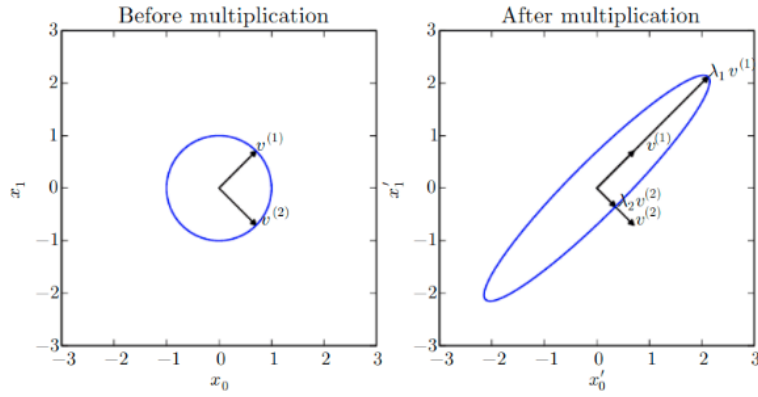 Before multiplication
3
2
1
0
−1
−2
−3
x₁
v⁽¹⁾
v⁽²⁾
−3 −2 −1 0 1 2 3
x₀
After multiplication
3
2
1
0
−1
−2
−3
x′₁
λ₁ v⁽¹⁾
v⁽¹⁾
λ₂ v⁽²⁾
v⁽²⁾
−3 −2 −1 0 1 2 3
x′₀